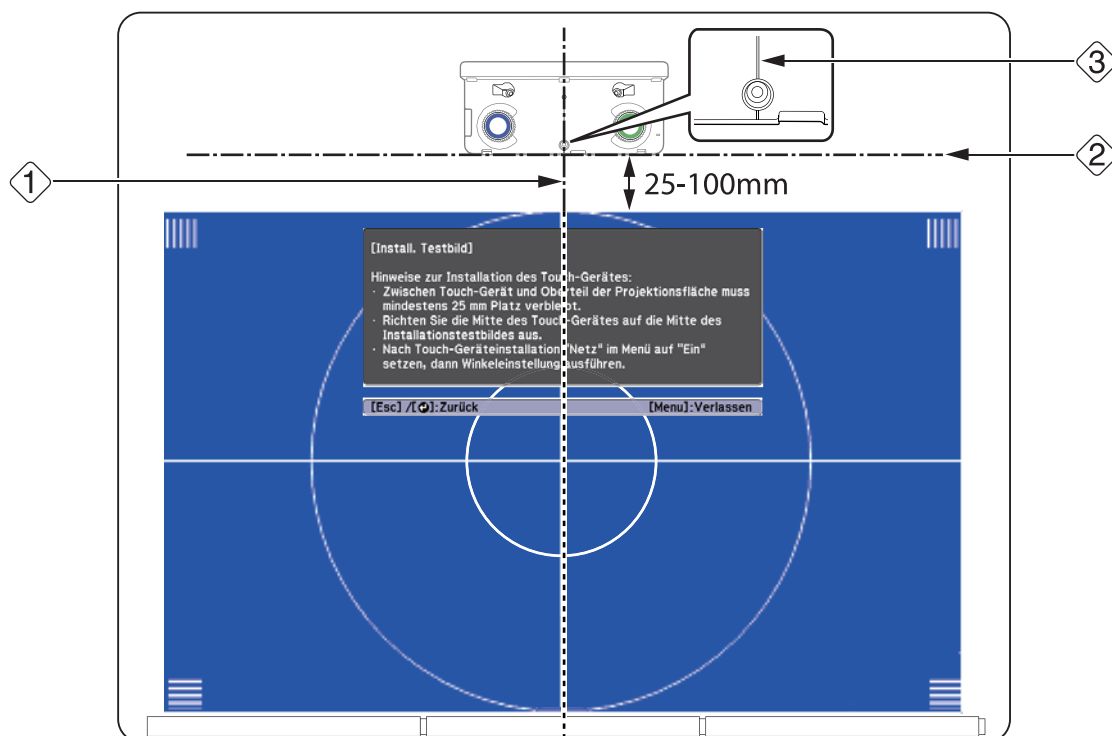 3
2
1
25-100mm
[Install. Testbild]
Hinweise zur Installation des Touch-Gerätes:
· Zwischen Touch-Gerät und Oberteil der Projektionsfläche muss
mindestens 25 mm Platz verbleibt.
· Richten Sie die Mitte des Touch-Gerätes auf die Mitte des
Installationstestbildes aus.
· Nach Touch-Geräteinstallation "Netz" im Menü auf "Ein"
setzen, dann Winkeleinstellung ausführen.
[Esc] /[⏎]:Zurück [Menu]:Verlassen